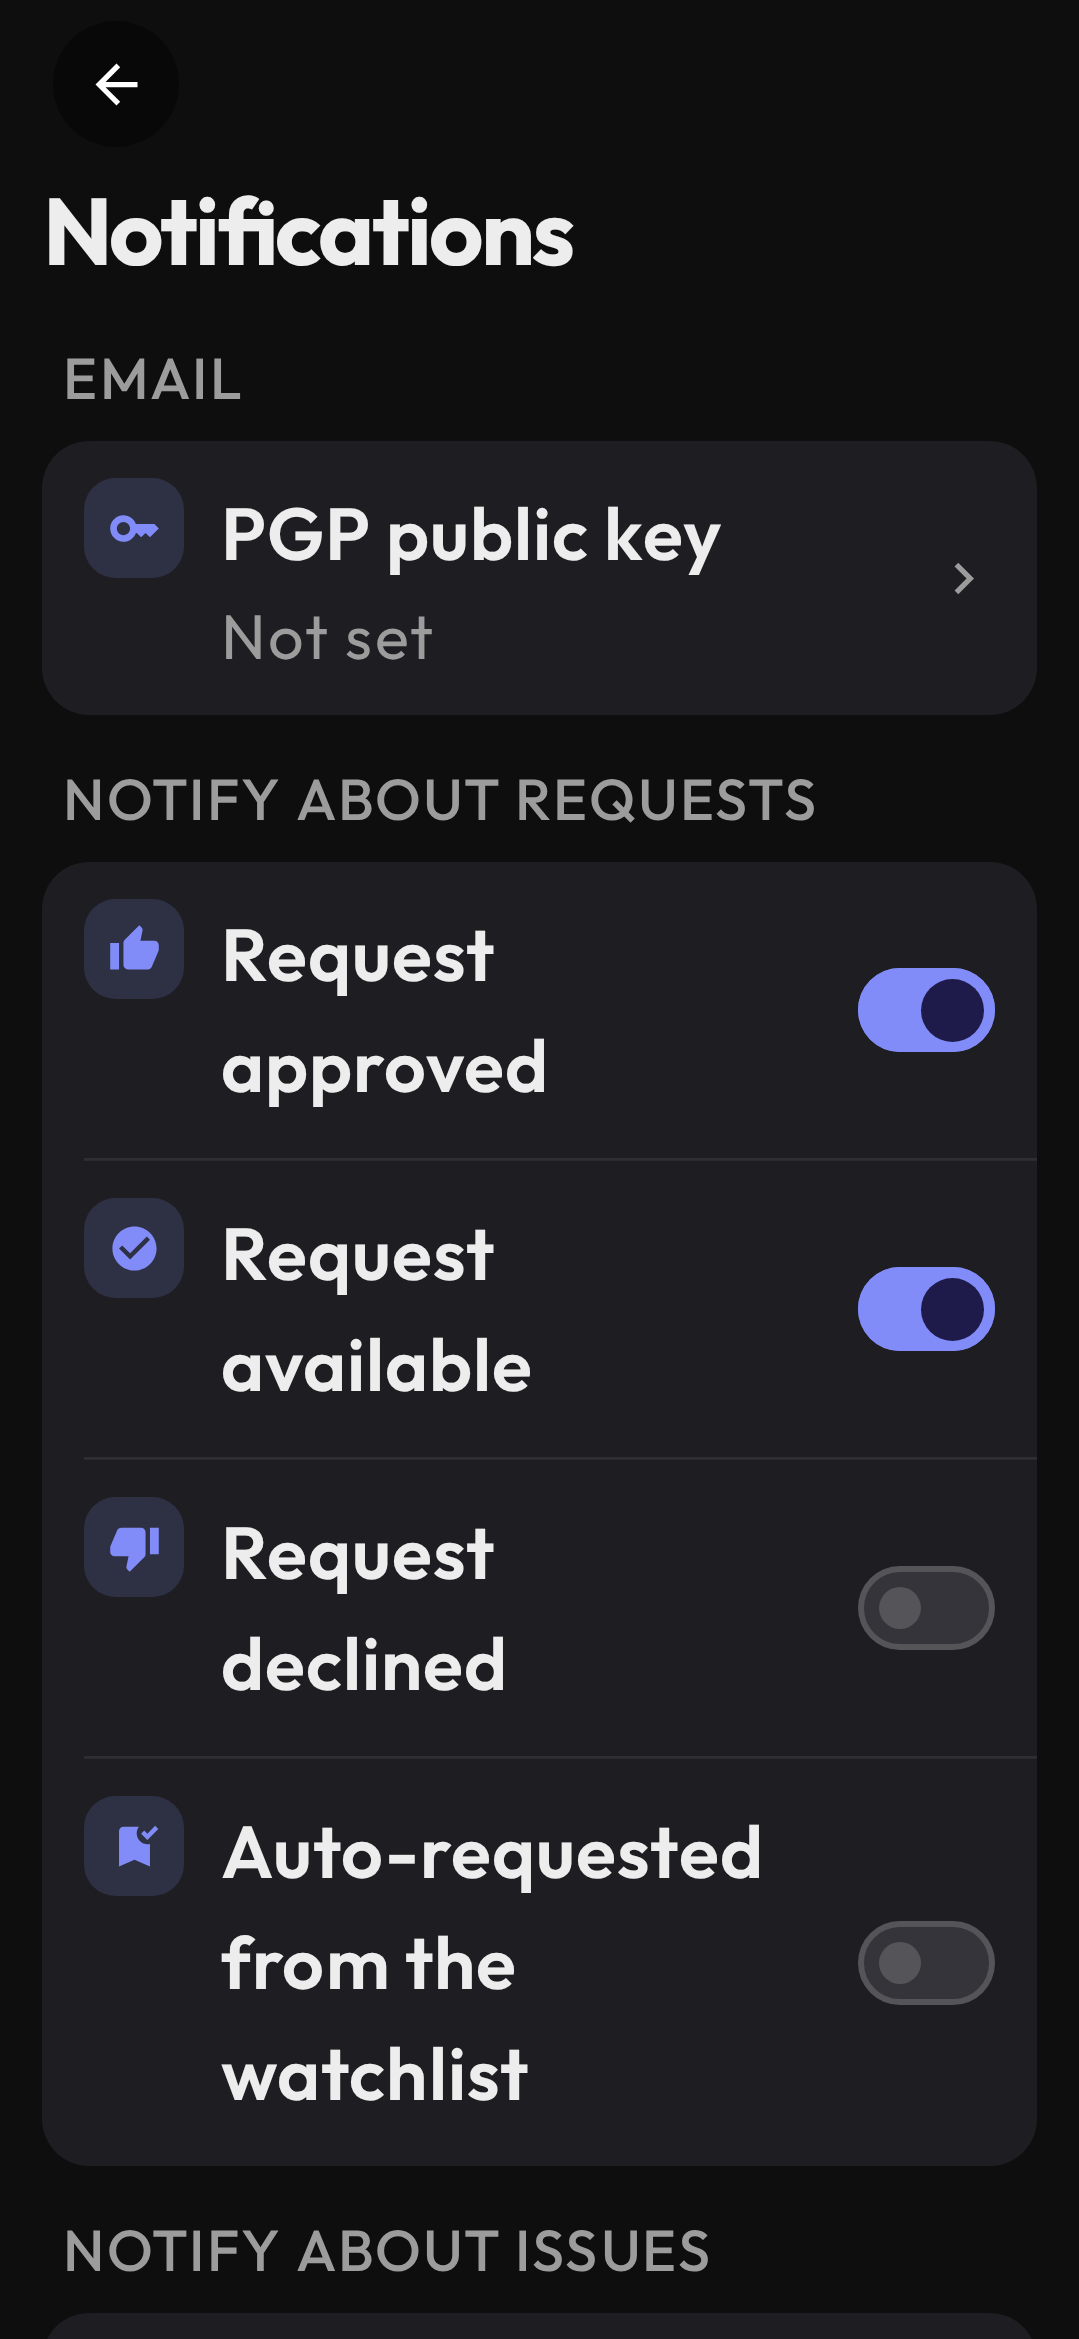 Notifications
EMAIL
PGP public key
Not set
NOTIFY ABOUT REQUESTS
Request
approved
Request
available
Request
declined
Auto-requested
from the
watchlist
NOTIFY ABOUT ISSUES